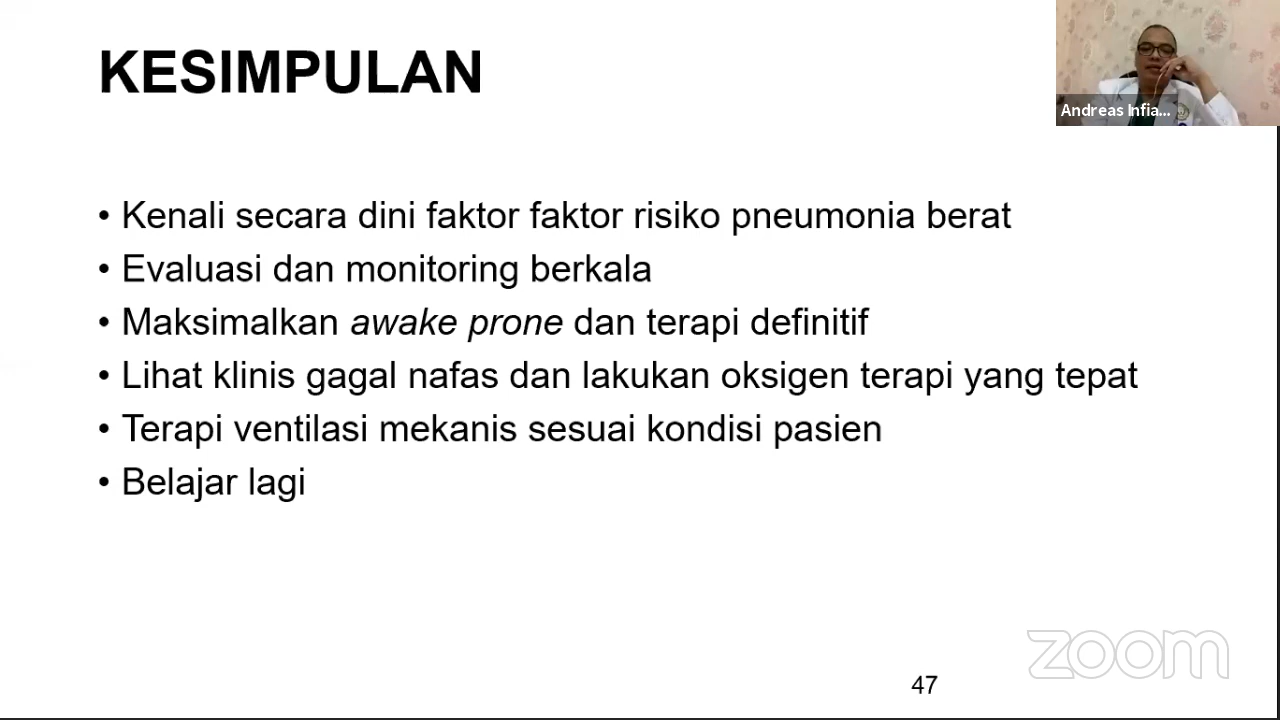 KESIMPULAN
Andreas Infia...
• Kenali secara dini faktor faktor risiko pneumonia berat
• Evaluasi dan monitoring berkala
• Maksimalkan awake prone dan terapi definitif
• Lihat klinis gagal nafas dan lakukan oksigen terapi yang tepat
• Terapi ventilasi mekanis sesuai kondisi pasien
• Belajar lagi
zoom
47